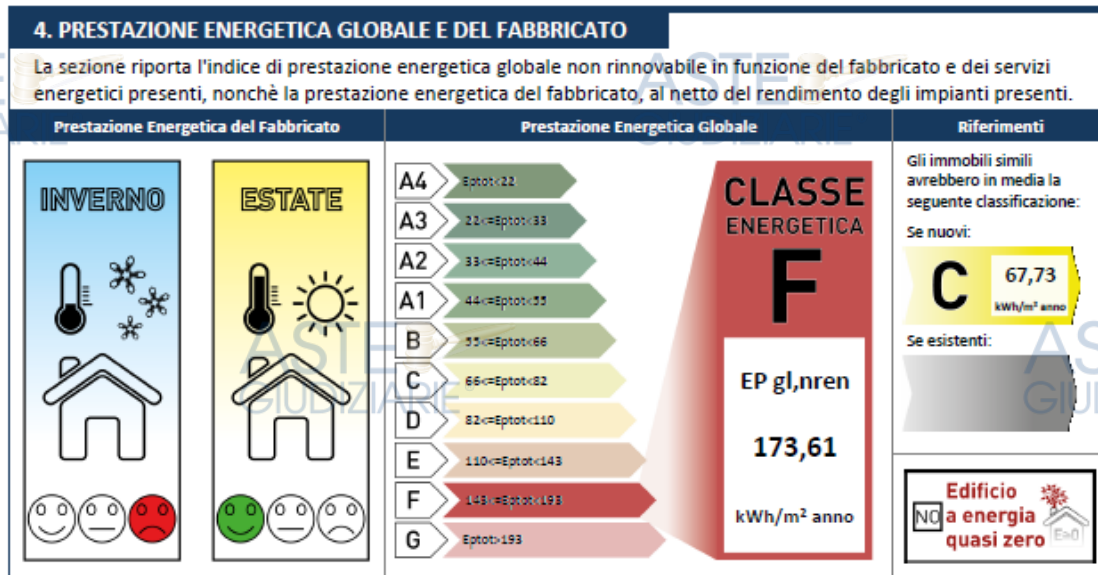 4. PRESTAZIONE ENERGETICA GLOBALE E DEL FABBRICATO
La sezione riporta l'indice di prestazione energetica globale non rinnovabile in funzione del fabbricato e dei servizi
energetici presenti, nonchè la prestazione energetica del fabbricato, al netto del rendimento degli impianti presenti.
Prestazione Energetica del Fabbricato
INVERNO
ESTATE
Prestazione Energetica Globale
A4 Eptot<22
A3 22<=Eptot<33
A2 33<=Eptot<44
A1 44<=Eptot<55
B 55<=Eptot<66
C 66<=Eptot<82
D 82<=Eptot<110
E 110<=Eptot<143
F 143<=Eptot<193
G Eptot>193
CLASSE
ENERGETICA
F
EP gl,nren
173,61
kWh/m² anno
Riferimenti
Gli immobili simili
avrebbero in media la
seguente classificazione:
Se nuovi:
C 67,73
kWh/m² anno
Se esistenti:
Edificio
NO a energia
quasi zero
E≥0
ASTE
GIUDIZIARIE
ASTE
GIUDIZIARIE